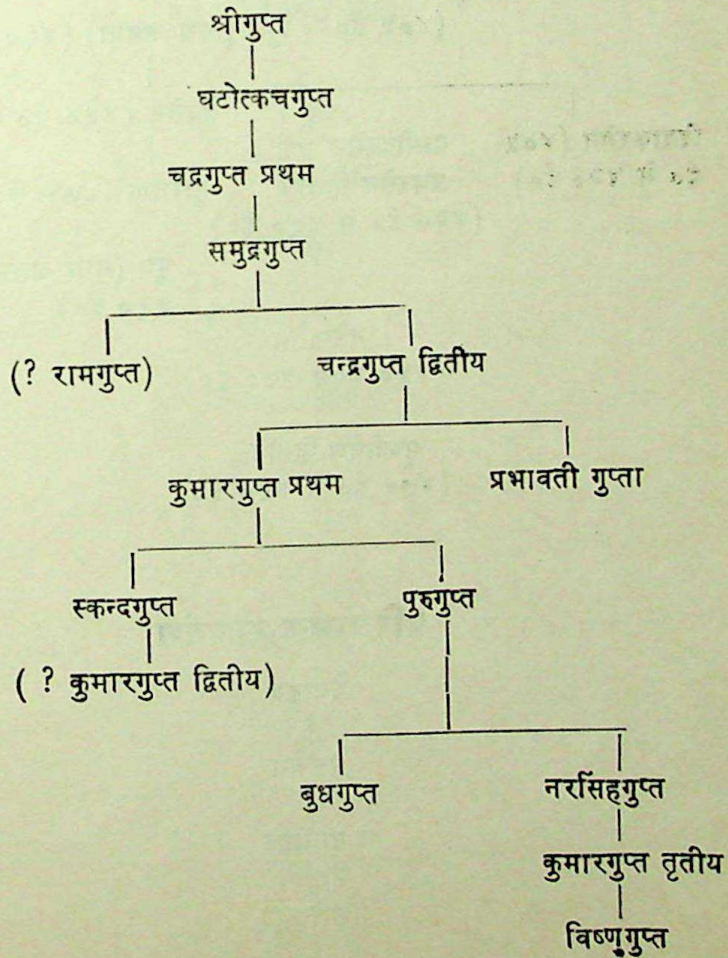 श्रीगुप्त
घटोत्कचगुप्त
चद्रगुप्त प्रथम
समुद्रगुप्त
(? रामगुप्त) चन्द्रगुप्त द्वितीय
कुमारगुप्त प्रथम प्रभावती गुप्ता
स्कन्दगुप्त पुरुगुप्त
( ? कुमारगुप्त द्वितीय)
बुधगुप्त नरसिंहगुप्त
कुमारगुप्त तृतीय
विष्णुगुप्त